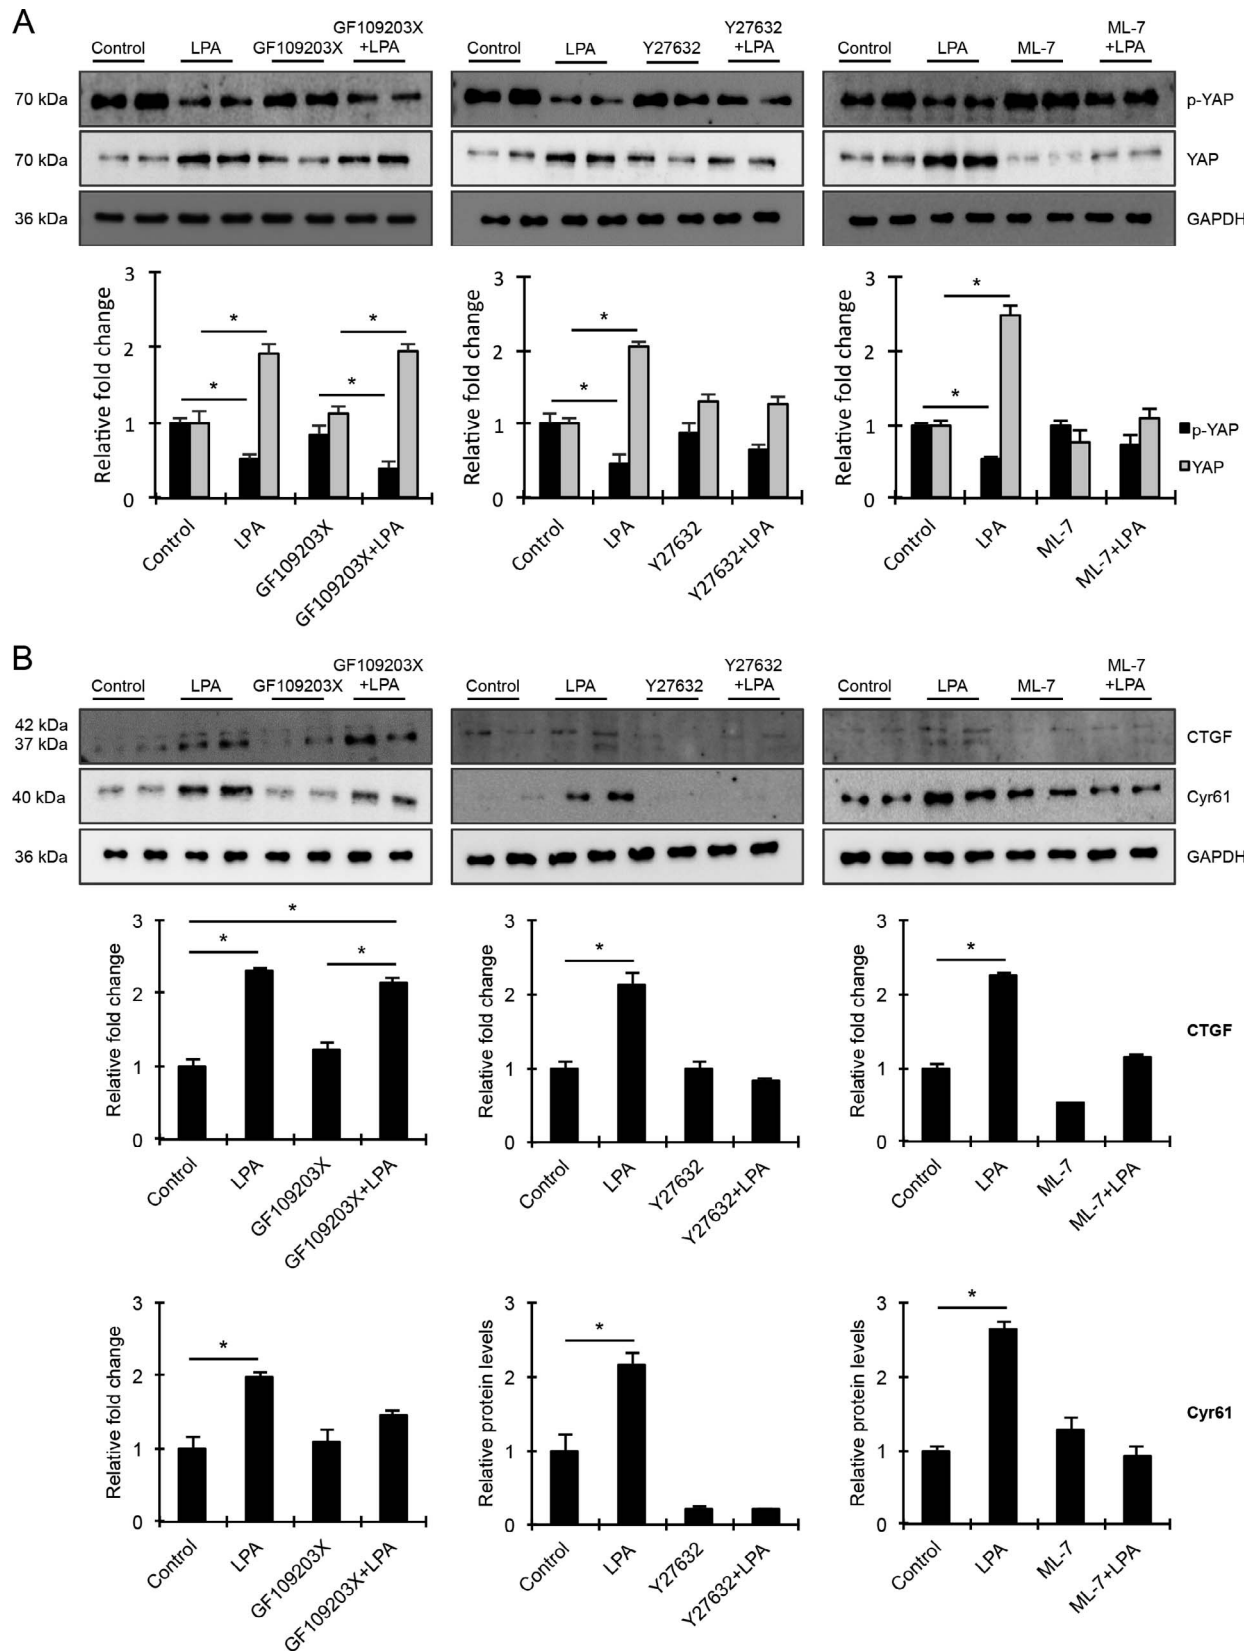 A
Control LPA GF109203X GF109203X +LPA
Control LPA Y27632 Y27632 +LPA
Control LPA ML-7 ML-7 +LPA
70 kDa p-YAP
70 kDa YAP
36 kDa GAPDH
Relative fold change
3
2
1
0
* * * *
Control LPA GF109203X GF109203X+LPA
Relative fold change
3
2
1
0
* *
Control LPA Y27632 Y27632+LPA
Relative fold change
3
2
1
0
* *
Control LPA ML-7 ML-7+LPA
p-YAP
YAP
B
Control LPA GF109203X GF109203X +LPA
Control LPA Y27632 Y27632 +LPA
Control LPA ML-7 ML-7 +LPA
42 kDa
37 kDa CTGF
40 kDa Cyr61
36 kDa GAPDH
Relative fold change
3
2
1
0
* * *
Control LPA GF109203X GF109203X+LPA
Relative fold change
3
2
1
0
*
Control LPA Y27632 Y27632+LPA
Relative fold change
3
2
1
0
*
Control LPA ML-7 ML-7+LPA
CTGF
Relative fold change
3
2
1
0
*
Control LPA GF109203X GF109203X+LPA
Relative protein levels
3
2
1
0
*
Control LPA Y27632 Y27632+LPA
Relative protein levels
3
2
1
0
*
Control LPA ML-7 ML-7+LPA
Cyr61